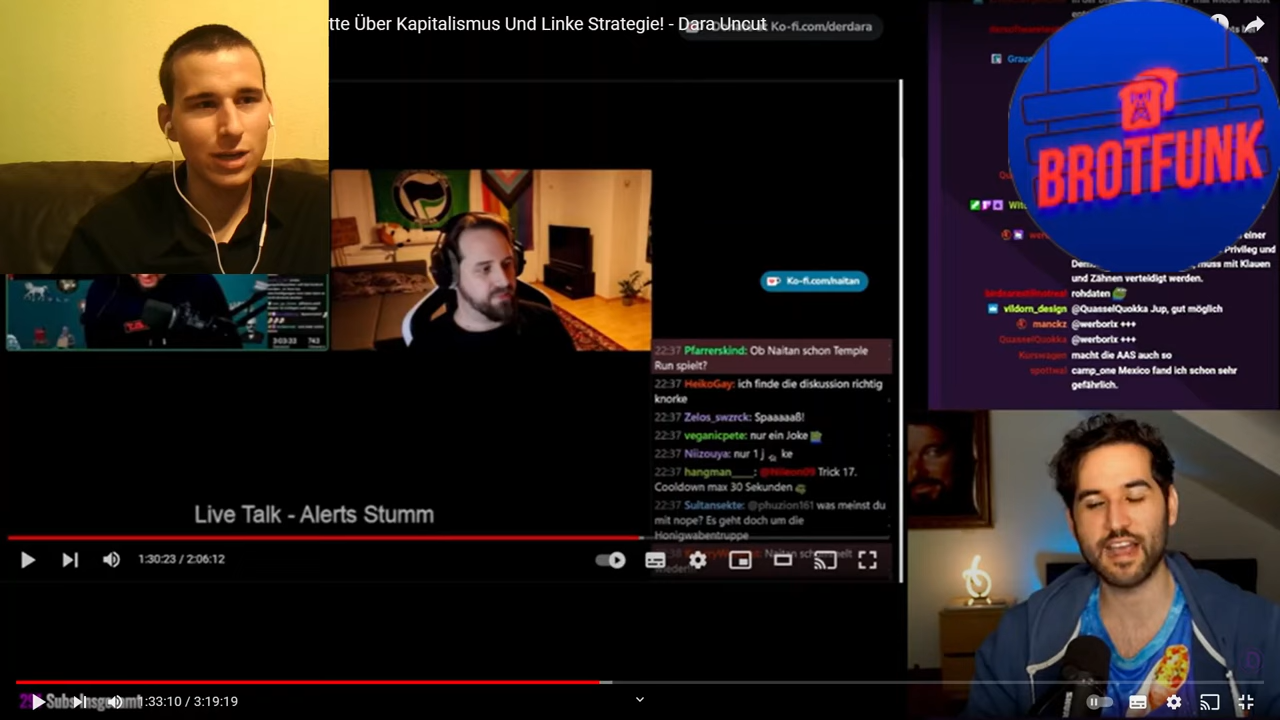 tte Über Kapitalismus Und Linke Strategie! - Dara Uncut
Ko-fi.com/derdara
BROTFUNK
Ko-fi.com/naitan
22:37 Pfarrerskind: Ob Naitan schon Temple
Run spielt?
22:37 HeikoGay: ich finde die diskussion richtig
knorke
22:37 Zelos_swzrck: Spaaaaaß!
22:37 veganicpete: nur ein Joke
22:37 Niizouya: nur 1 j ke
22:37 hangman____: @Nileon09 Trick 17.
Cooldown max 30 Sekunden
22:37 Sultansekte: @phuzion161 was meinst du
mit nope? Es geht doch um die
Honigwabentruppe
einer
Privileg und
muss mit Klauen
und Zähnen verteidigt werden.
rohdaten
vildorn_design @QuasselQuokka Jup, gut möglich
manckz @werborix +++
QuasselQuokka @werborix +++
Kurswagen macht die AAS auch so
spottwal camp_one Mexico fand ich schon sehr
gefährlich.
Live Talk - Alerts Stumm
1:30:23 / 2:06:12
Subs Insgesamt
1:33:10 / 3:19:19